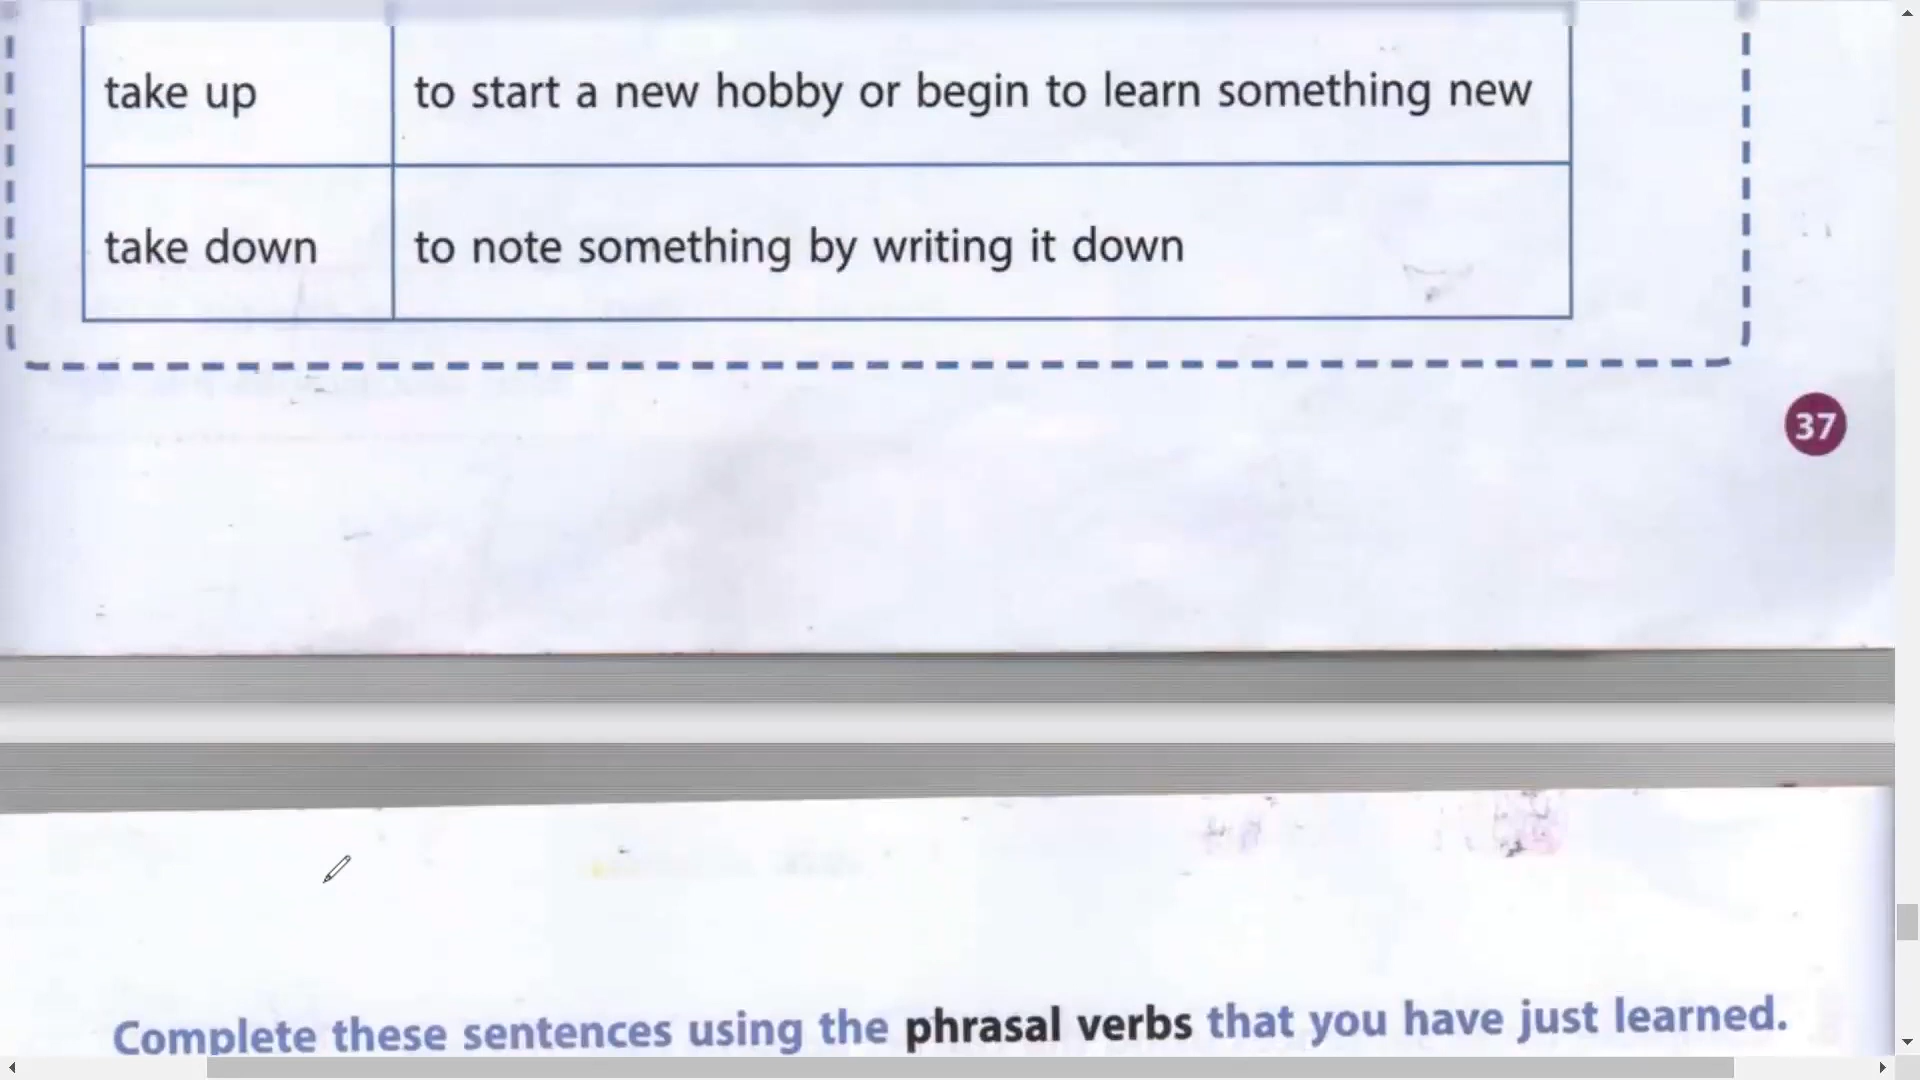 take up to start a new hobby or begin to learn something new
take down to note something by writing it down
37
Complete these sentences using the phrasal verbs that you have just learned.